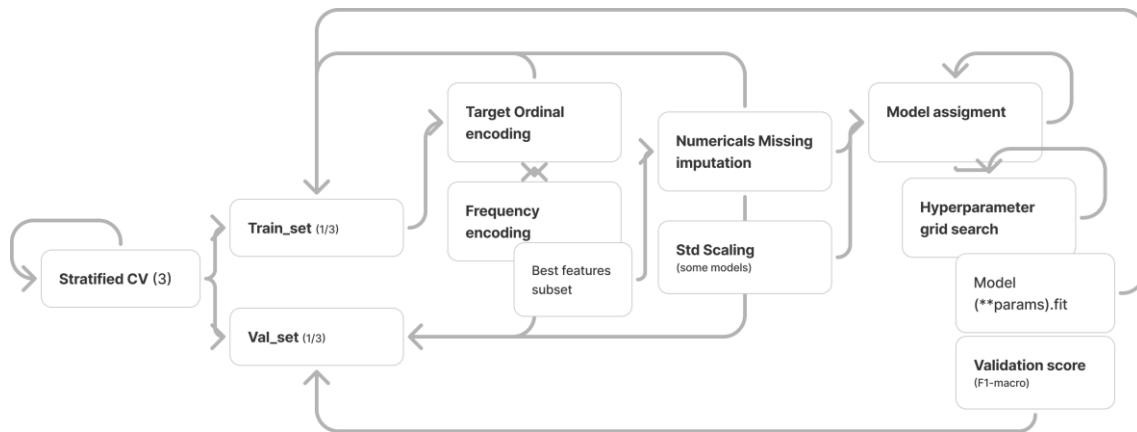 Stratified CV (3)
Train_set (1/3)
Val_set (1/3)
Target Ordinal
encoding
Frequency
encoding
Best features
subset
Numericals Missing
imputation
Std Scaling
(some models)
Model assigment
Hyperparameter
grid search
Model
(**params).fit
Validation score
(F1-macro)